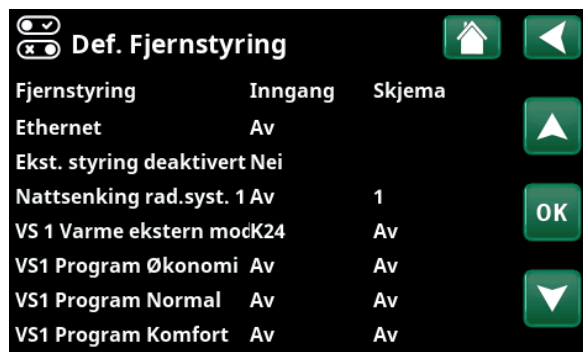 Def. Fjernstyring
Fjernstyring Inngang Skjema
Ethernet Av
Ekst. styring deaktivert Nei
Nattsenking rad.syst. 1 Av 1
OK
VS 1 Varme ekstern mod K24 Av
VS1 Program Økonomi Av Av
VS1 Program Normal Av Av
VS1 Program Komfort Av Av